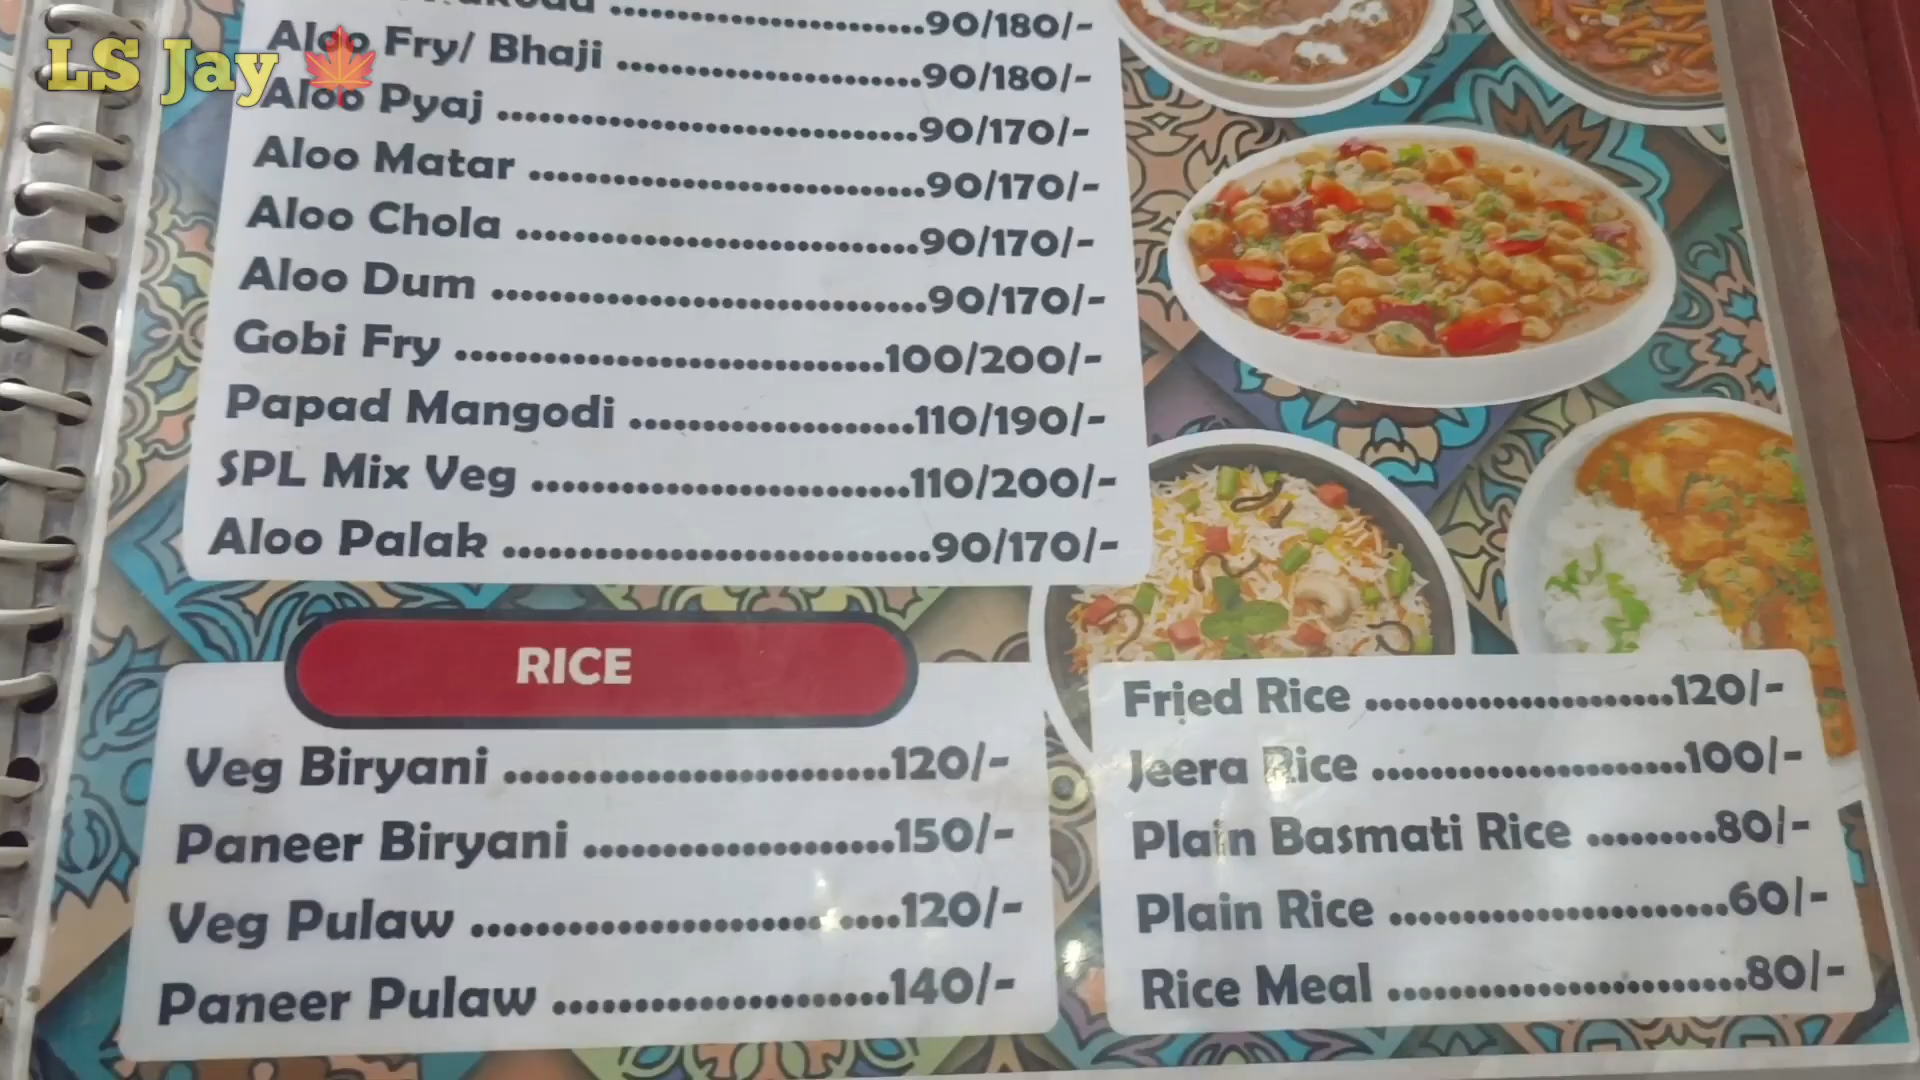 LS Jay
..............................90/180/-
Aloo Fry/ Bhaji ..............................90/180/-
Aloo Pyaj ..............................90/170/-
Aloo Matar ..............................90/170/-
Aloo Chola ..............................90/170/-
Aloo Dum ..............................90/170/-
Gobi Fry ..............................100/200/-
Papad Mangodi ....................110/190/-
SPL Mix Veg ...........................110/200/-
Aloo Palak ..............................90/170/-
RICE
Veg Biryani ...........................120/-
Paneer Biryani ......................150/-
Veg Pulaw ..............................120/-
Paneer Pulaw ........................140/-
Fried Rice ......................120/-
Jeera Rice ......................100/-
Plain Basmati Rice .........80/-
Plain Rice ........................60/-
Rice Meal .........................80/-